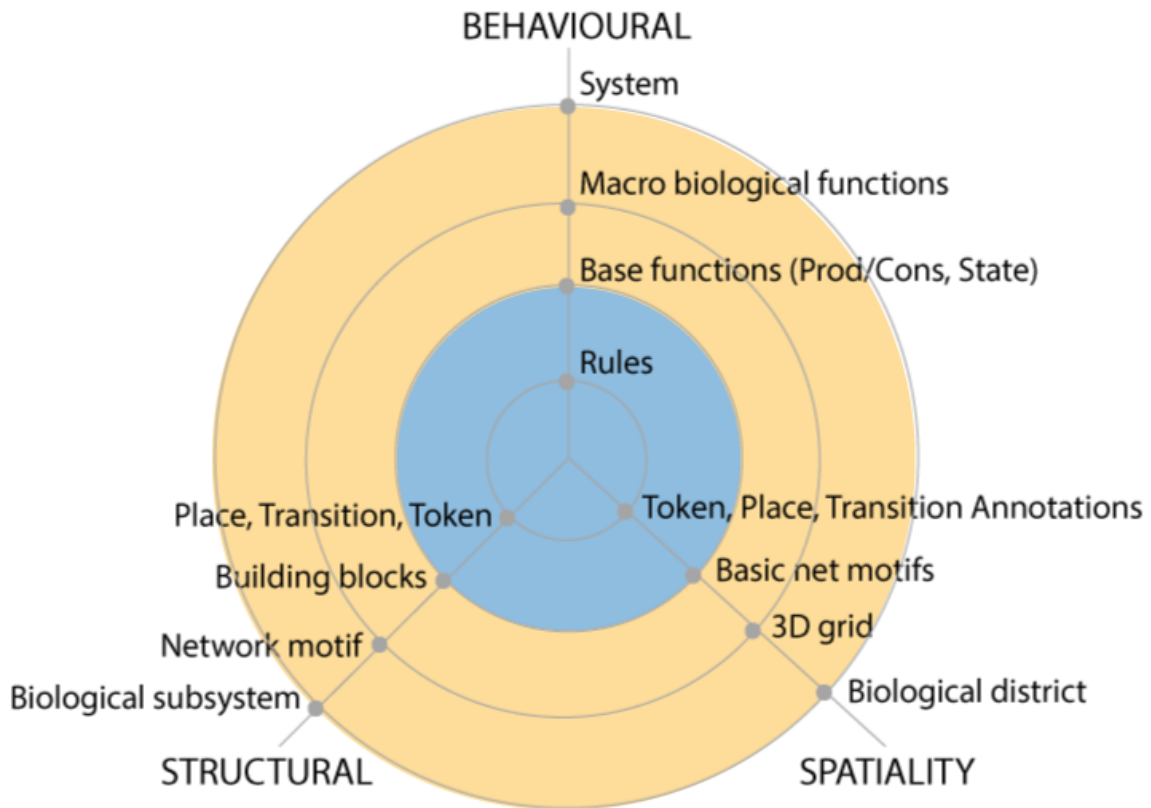 BEHAVIOURAL
System
Macro biological functions
Base functions (Prod/Cons, State)
Rules
Place, Transition, Token
Token, Place, Transition Annotations
Building blocks
Basic net motifs
Network motif
3D grid
Biological subsystem
Biological district
STRUCTURAL
SPATIALITY